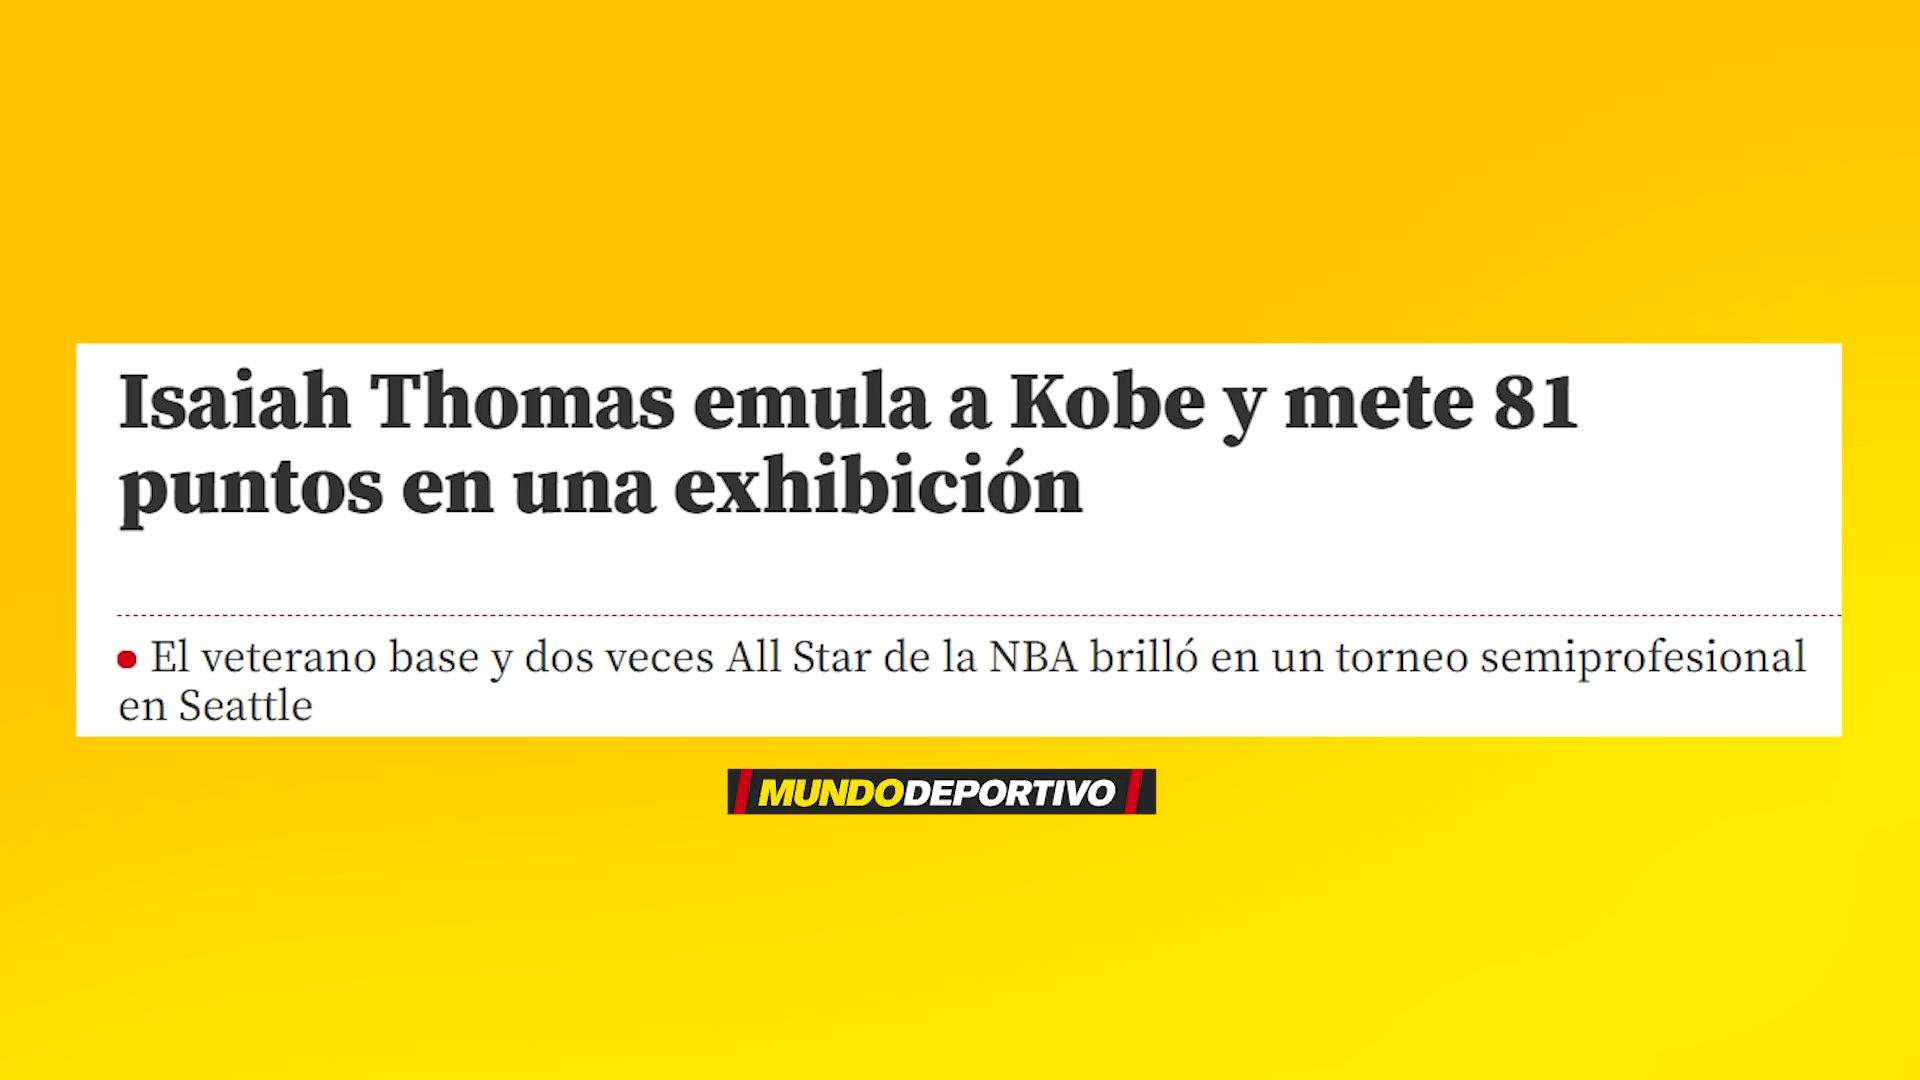 Isaiah Thomas emula a Kobe y mete 81
puntos en una exhibición
El veterano base y dos veces All Star de la NBA brilló en un torneo semiprofesional
en Seattle
MUNDODEPORTIVO